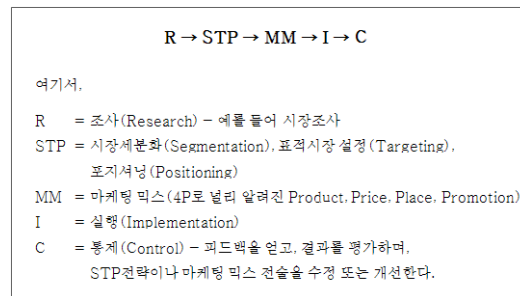 R → STP → MM → I → C
여기서,
R = 조사(Research) - 예를 들어 시장조사
STP = 시장세분화(Segmentation), 표적시장 설정(Targeting),
포지셔닝(Positioning)
MM = 마케팅 믹스(4P로 널리 알려진 Product, Price, Place, Promotion)
I = 실행(Implementation)
C = 통제(Control) - 피드백을 얻고, 결과를 평가하며,
STP전략이나 마케팅 믹스 전술을 수정 또는 개선한다.